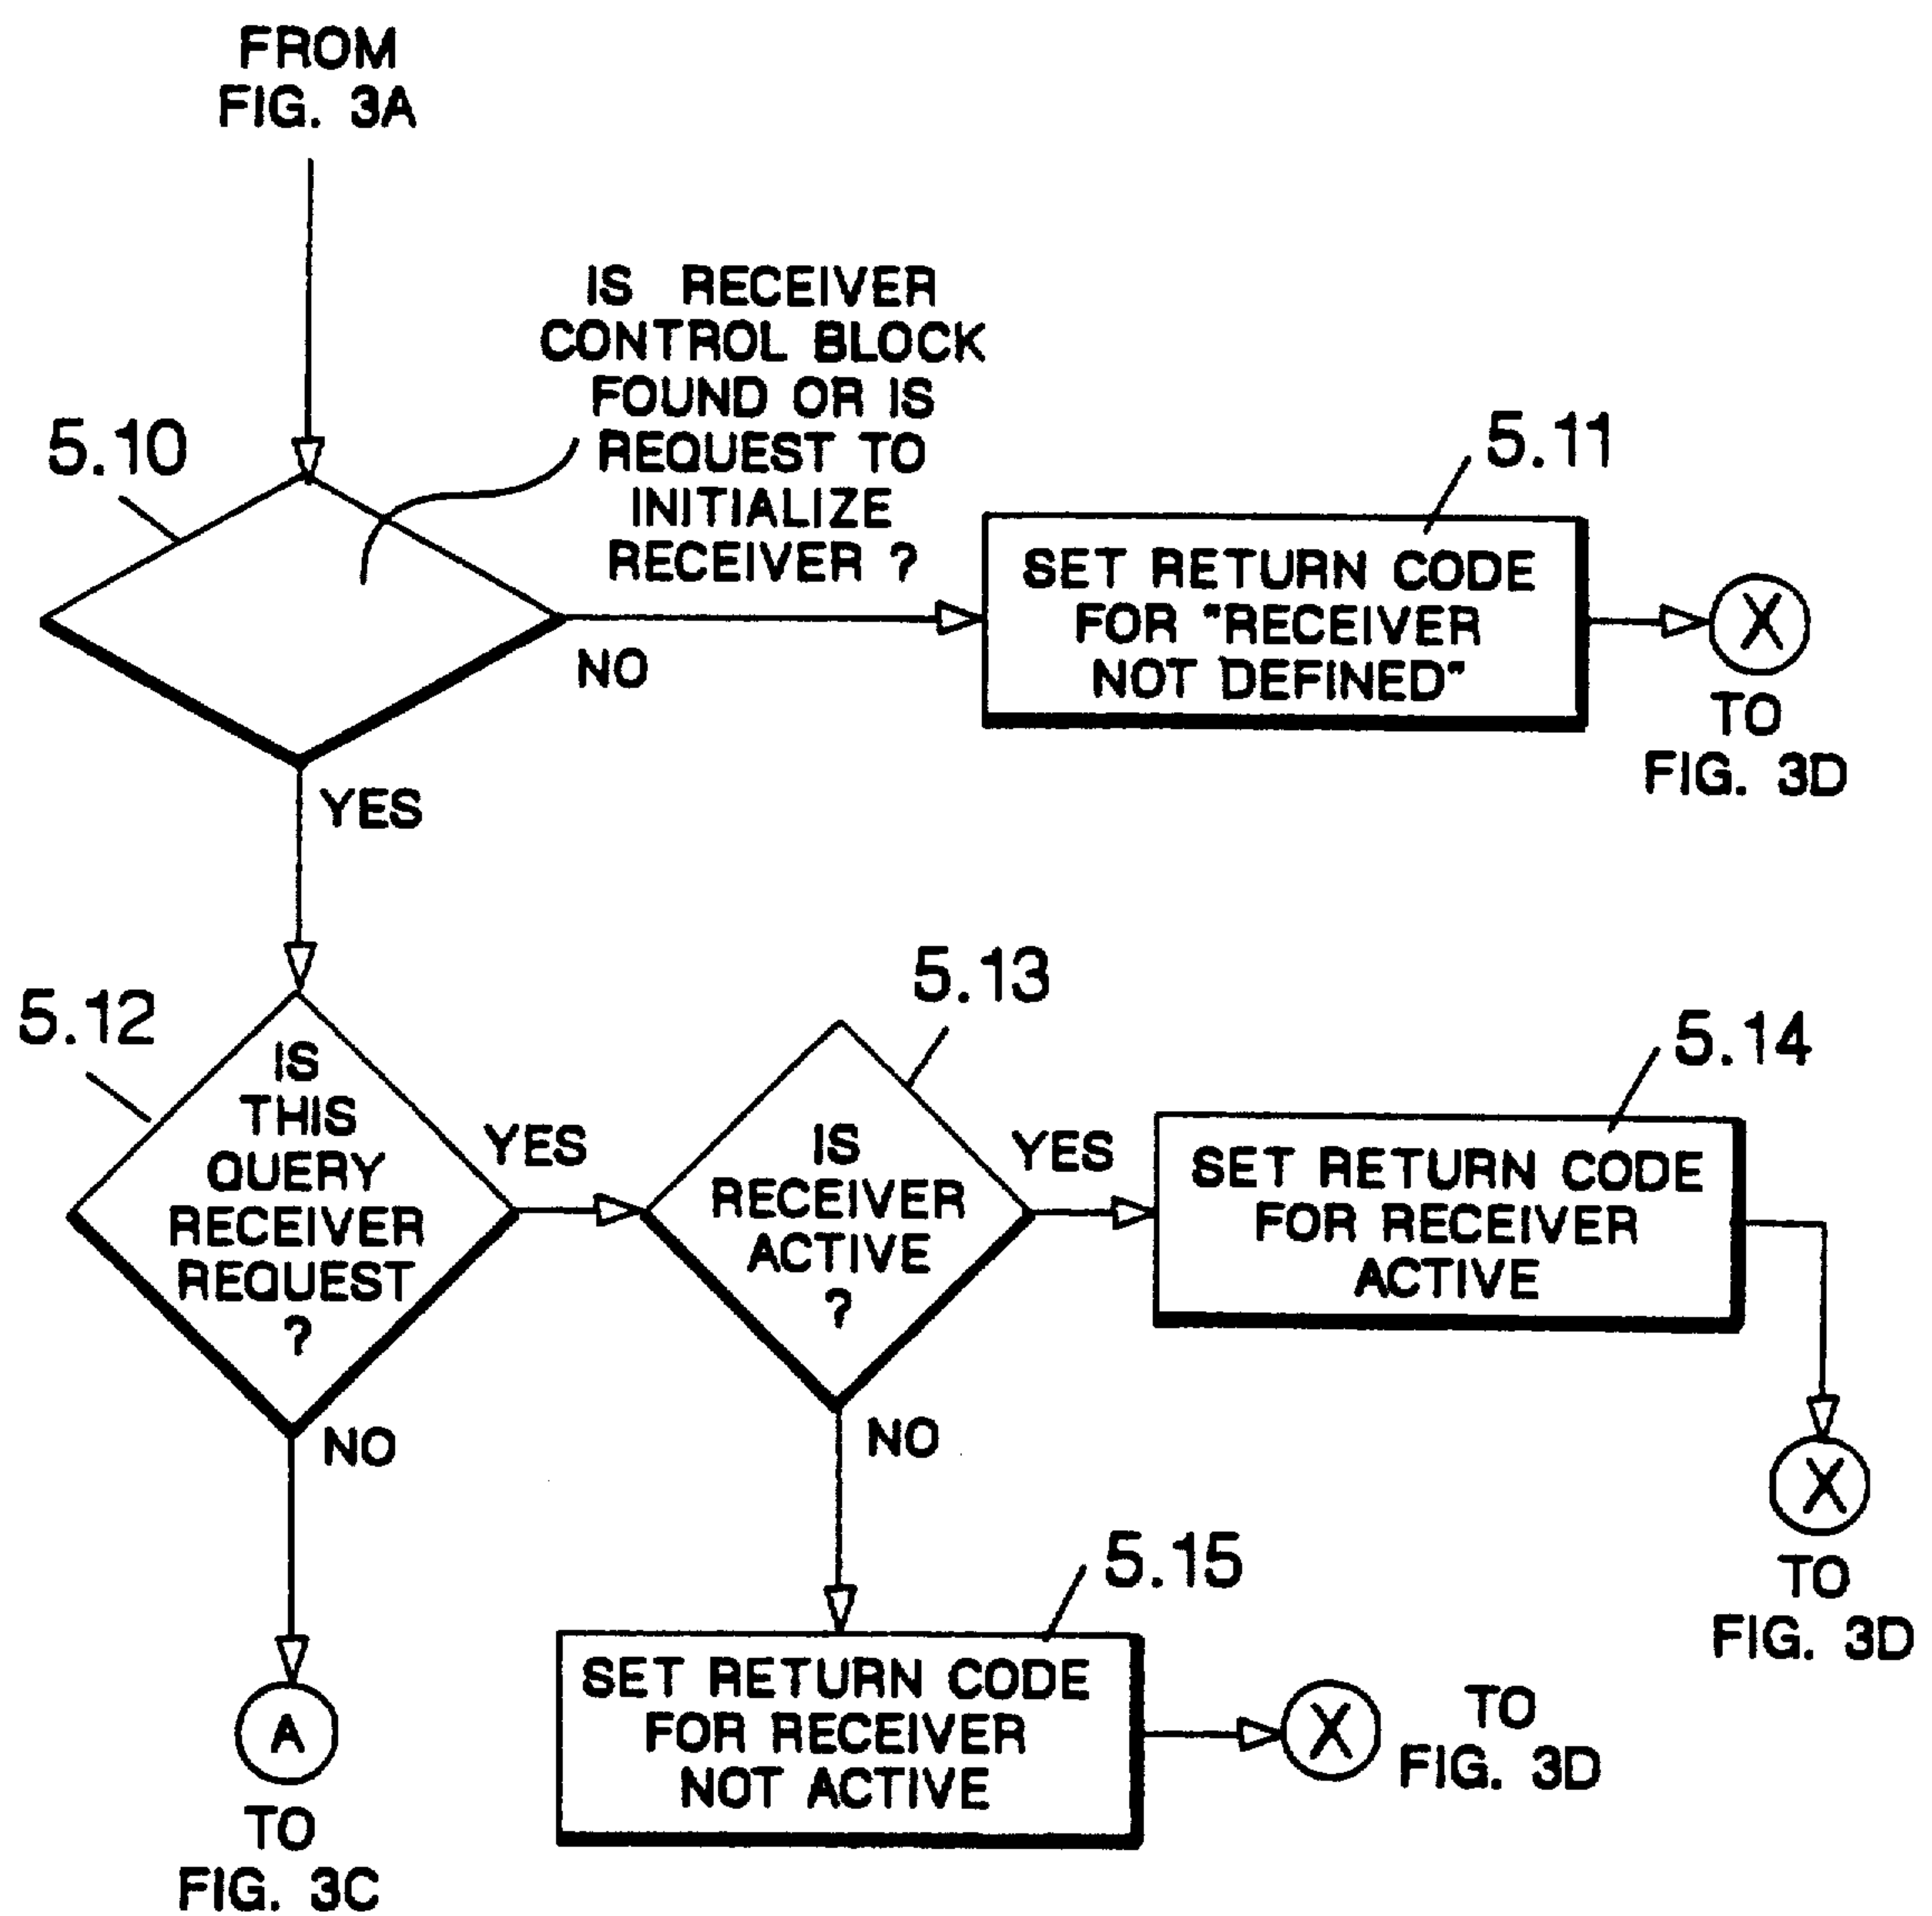 FROM
FIG. 3A
IS RECEIVER
CONTROL BLOCK
FOUND OR IS
REQUEST TO
INITIALIZE
RECEIVER ?
5.10
5.11
SET RETURN CODE
FOR "RECEIVER
NOT DEFINED"
X
TO
FIG. 3D
NO
YES
5.12
IS
THIS
QUERY
RECEIVER
REQUEST
?
YES
5.13
IS
RECEIVER
ACTIVE
?
YES
5.14
SET RETURN CODE
FOR RECEIVER
ACTIVE
X
TO
FIG. 3D
NO
A
TO
FIG. 3C
NO
5.15
SET RETURN CODE
FOR RECEIVER
NOT ACTIVE
X
TO
FIG. 3D